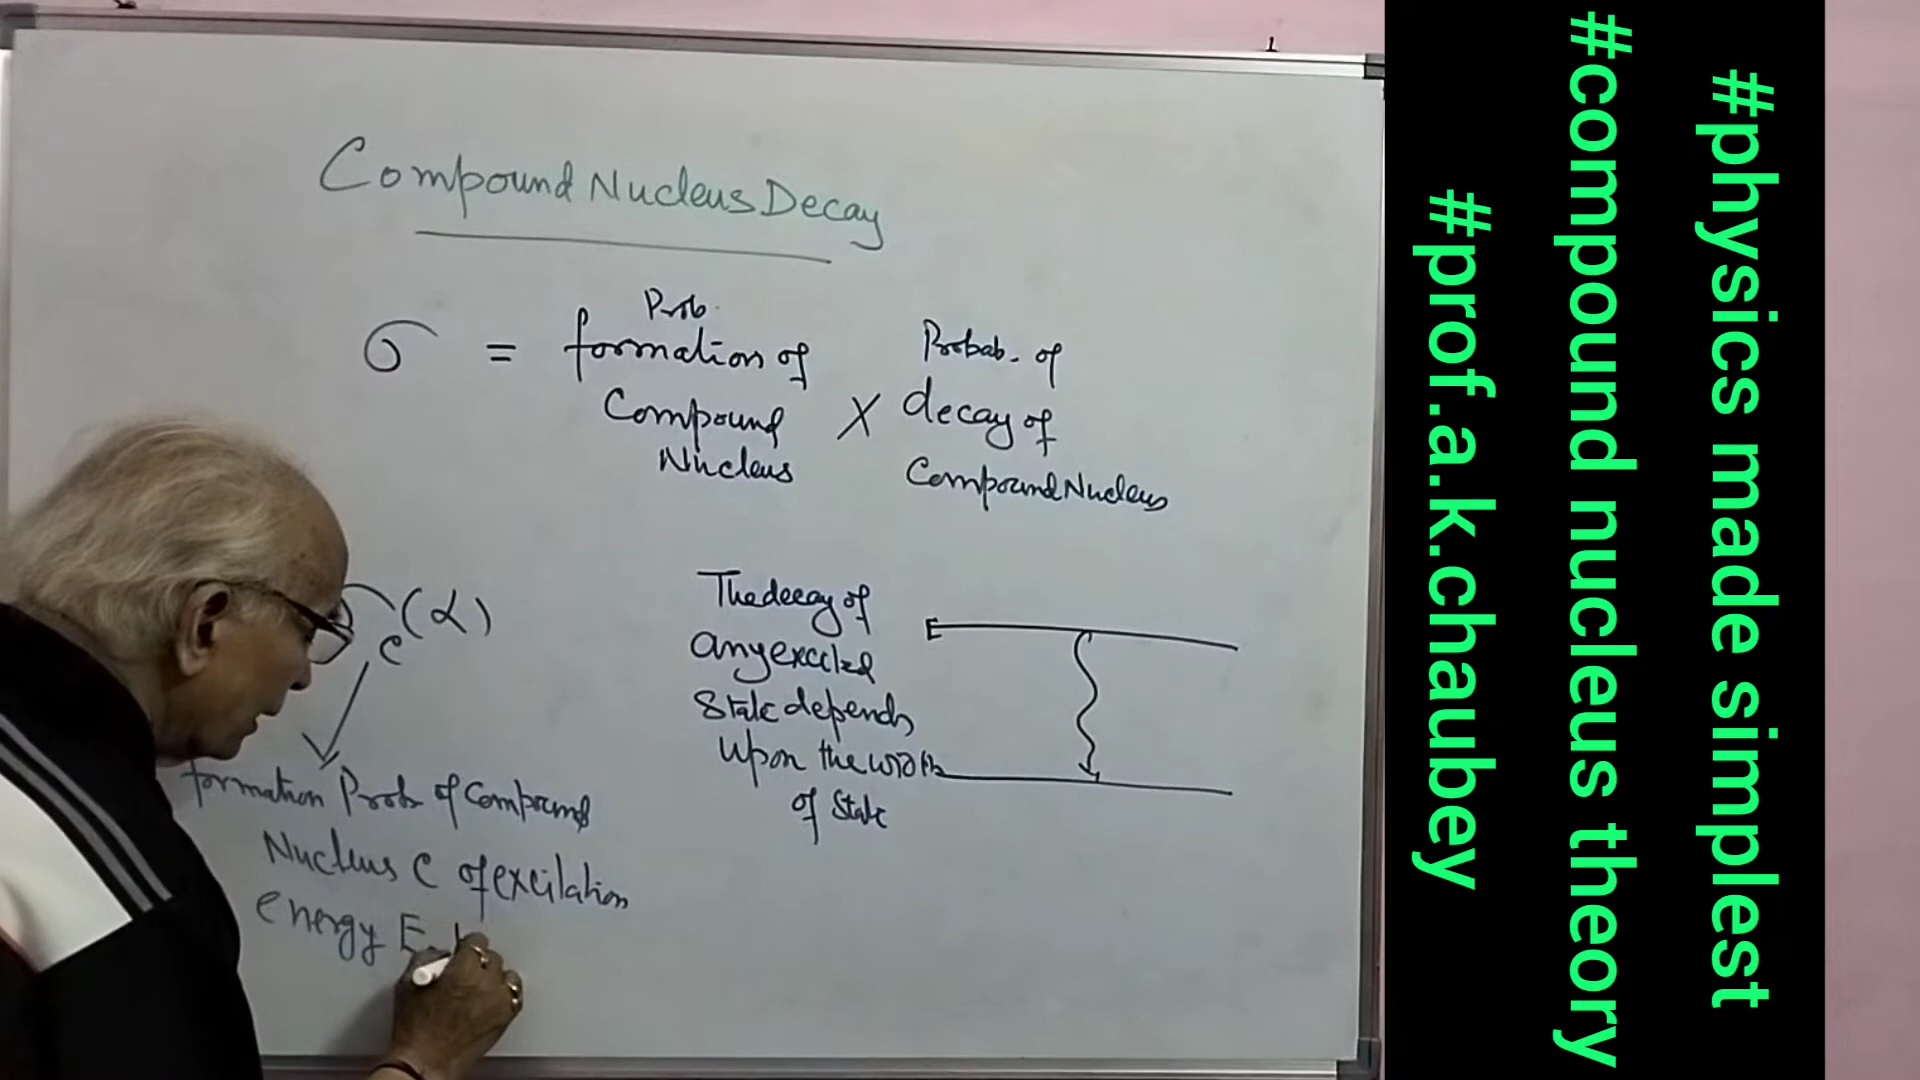 Compound Nucleus Decay
σ =
Prob.
formation of
Compound
Nucleus
X
Probab. of
decay of
Compound Nucleus
(α)
c
formation Prob of Compound
Nucleus C of excitation
energy E
The decay of
any excited
State depends
upon the width
of State
E
#physics made simplest
#compound nucleus theory
#prof.a.k.chaubey